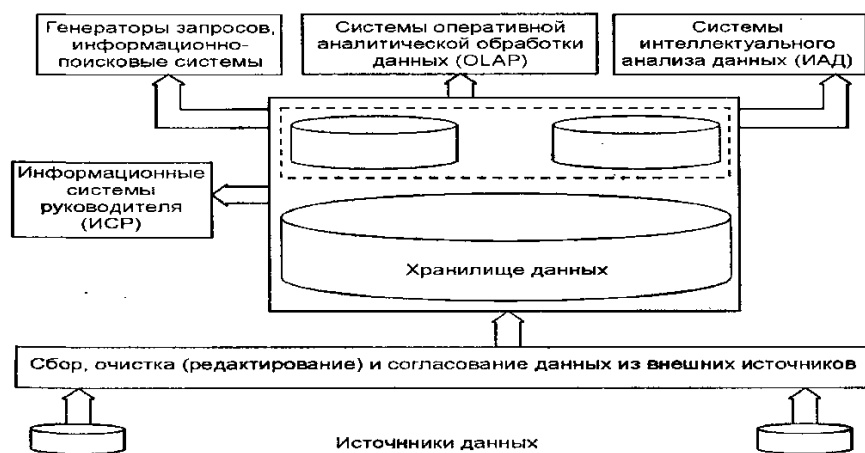 Генераторы запросов,
информационно-
поисковые системы
Системы оперативной
аналитической обработки
данных (OLAP)
Системы
интеллектуального
анализа данных (ИАД)
Информационные
системы
руководителя
(ИСР)
Хранилище данных
Сбор, очистка (редактирование) и согласование данных из внешних источников
Источнники данных